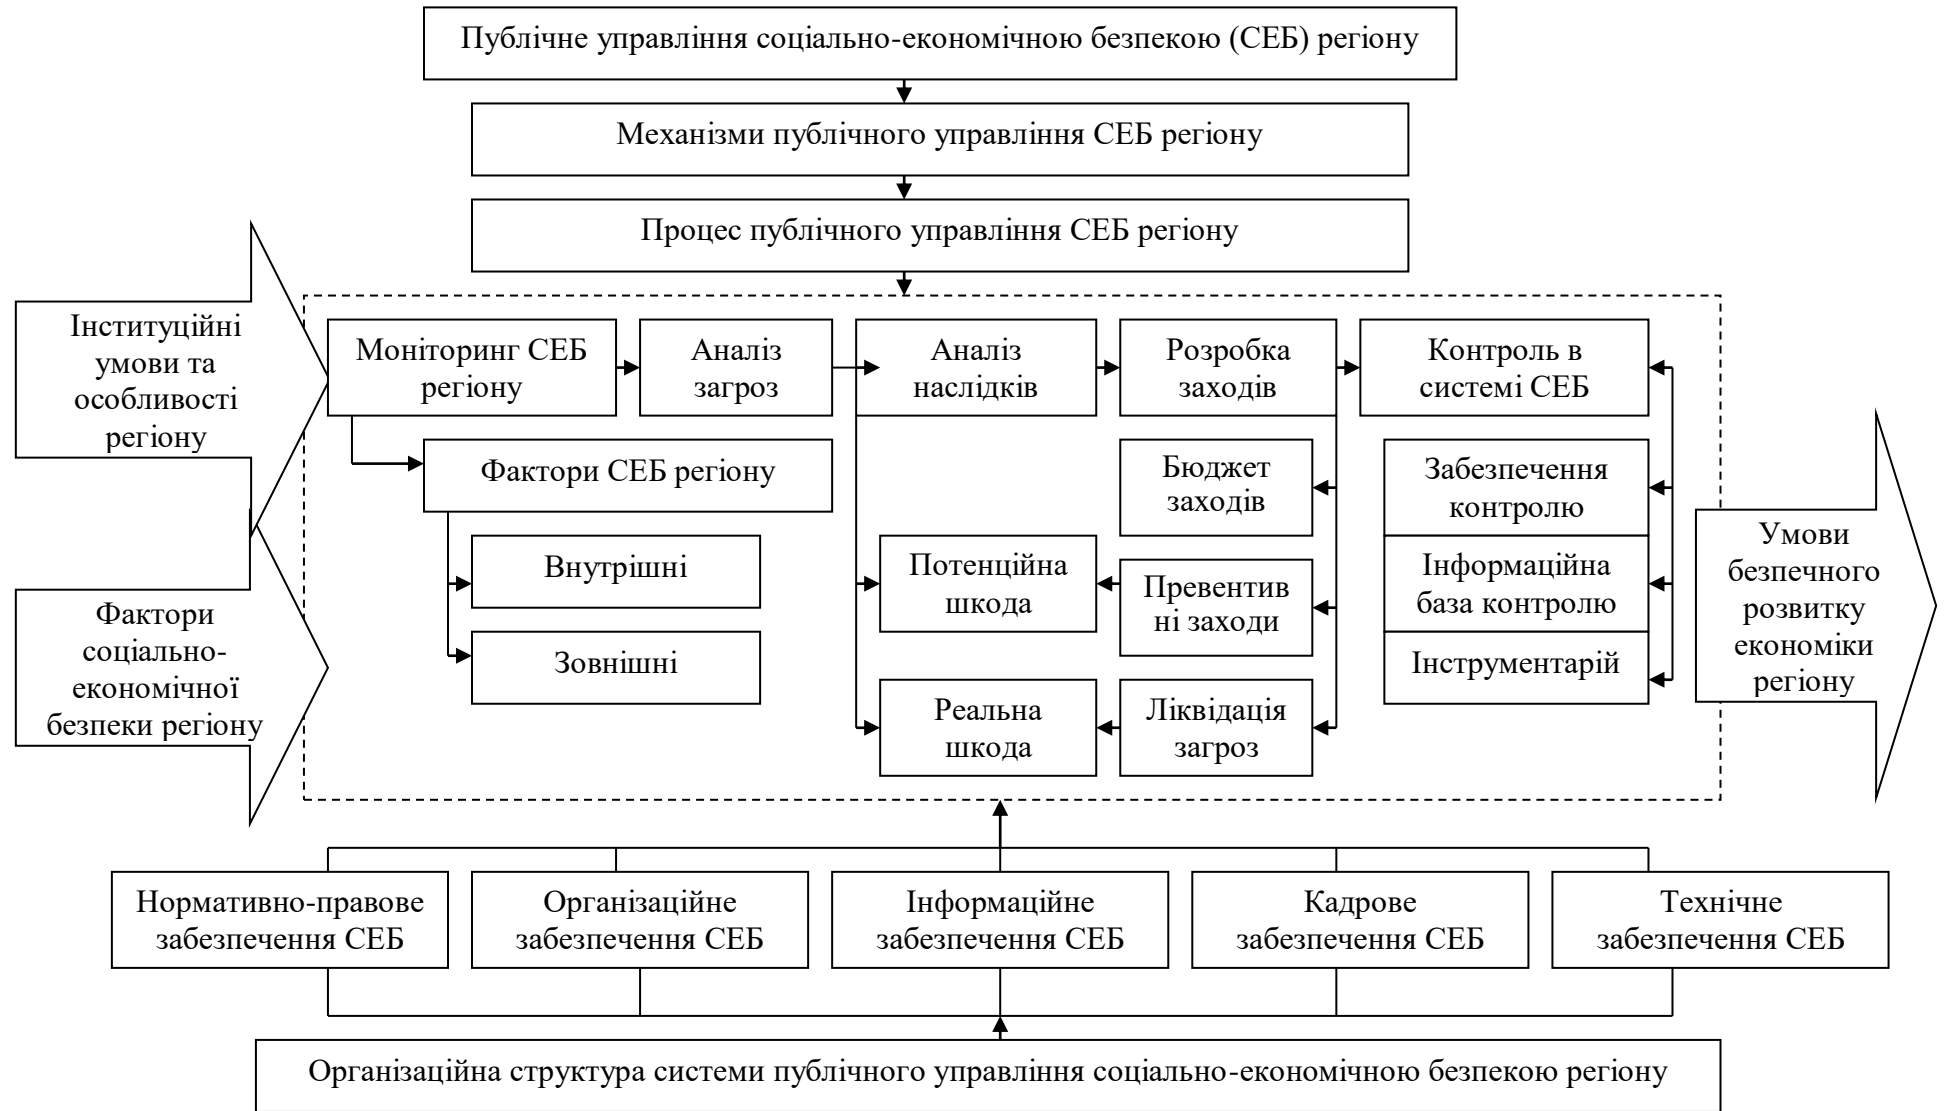 Публічне управління соціально-економічною безпекою (СЕБ) регіону
Механізми публічного управління СЕБ регіону
Процес публічного управління СЕБ регіону
Інституційні
умови та
особливості
регіону
Фактори
соціально-
економічної
безпеки регіону
Моніторинг СЕБ
регіону
Аналіз
загроз
Аналіз
наслідків
Розробка
заходів
Контроль в
системі СЕБ
Фактори СЕБ регіону
Внутрішні
Зовнішні
Потенційна
шкода
Реальна
шкода
Бюджет
заходів
Превентив
ні заходи
Ліквідація
загроз
Забезпечення
контролю
Інформаційна
база контролю
Інструментарій
Умови
безпечного
розвитку
економіки
регіону
Нормативно-правове
забезпечення СЕБ
Організаційне
забезпечення СЕБ
Інформаційне
забезпечення СЕБ
Кадрове
забезпечення СЕБ
Технічне
забезпечення СЕБ
Організаційна структура системи публічного управління соціально-економічною безпекою регіону